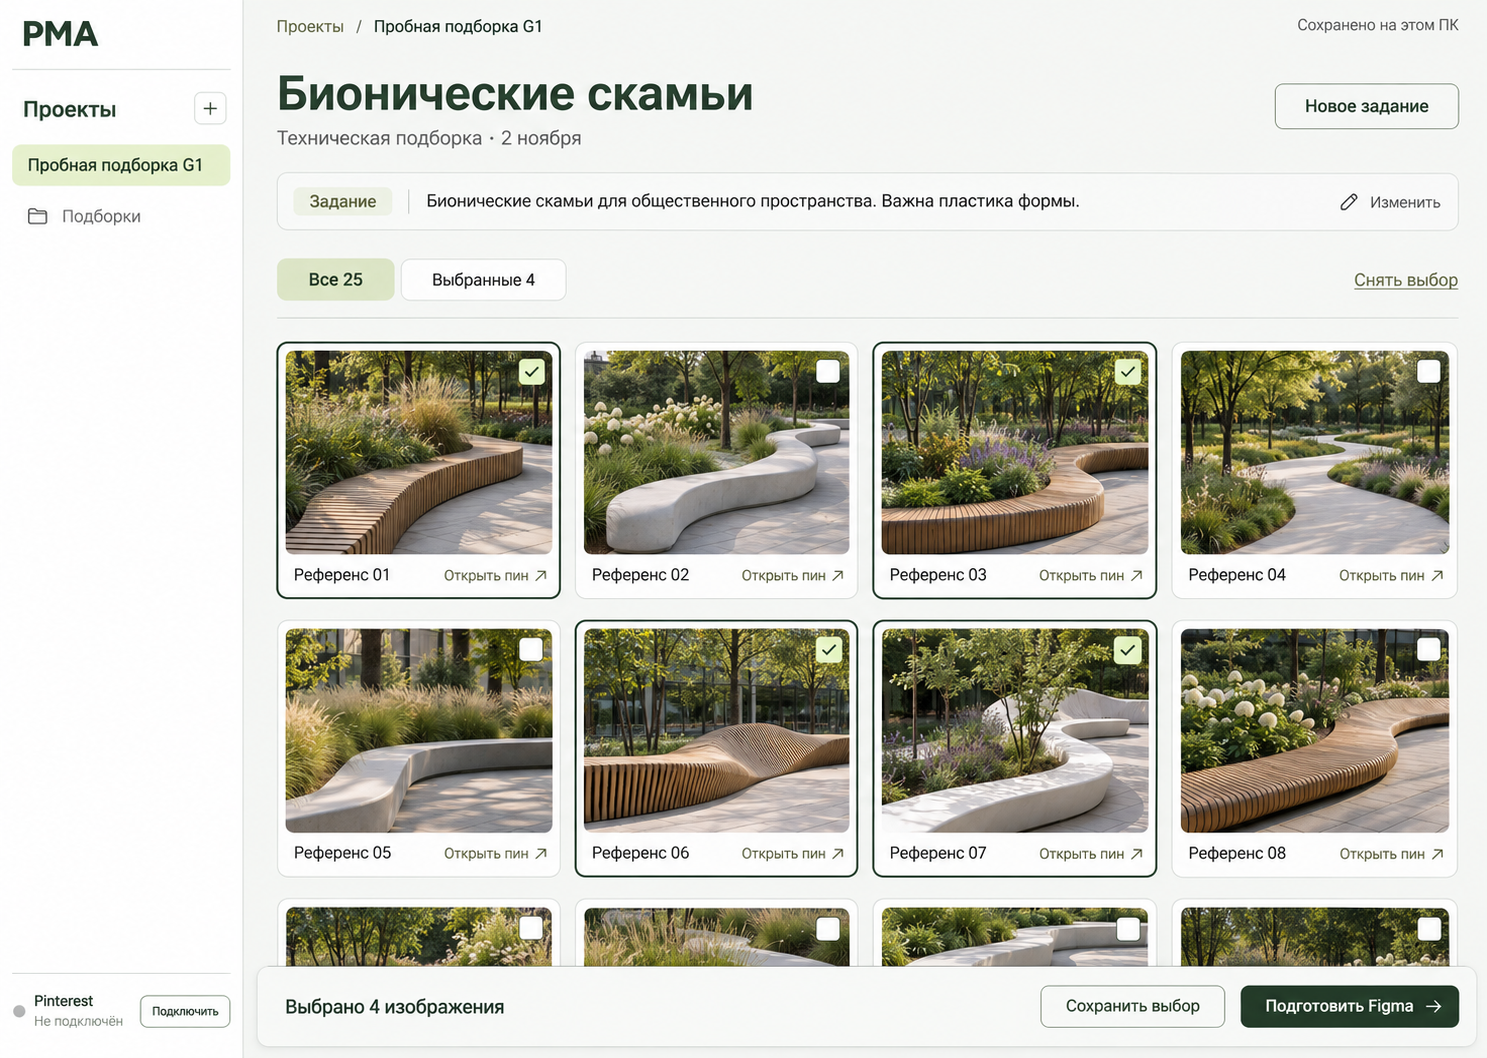 PMA
Проекты
+
Пробная подборка G1
Подборки
Pinterest
Не подключён
Подключить
Проекты / Пробная подборка G1
Сохранено на этом ПК
Бионические скамьи
Техническая подборка · 2 ноября
Новое задание
Задание
Бионические скамьи для общественного пространства. Важна пластика формы.
Изменить
Все 25
Выбранные 4
Снять выбор
Референс 01
Открыть пин ↗
Референс 02
Открыть пин ↗
Референс 03
Открыть пин ↗
Референс 04
Открыть пин ↗
Референс 05
Открыть пин ↗
Референс 06
Открыть пин ↗
Референс 07
Открыть пин ↗
Референс 08
Открыть пин ↗
Выбрано 4 изображения
Сохранить выбор
Подготовить Figma →